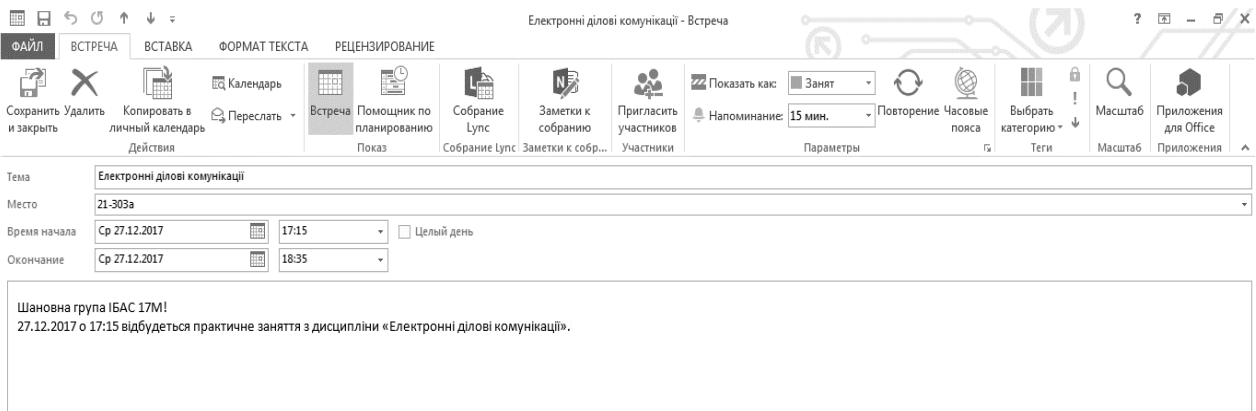 Електронні ділові комунікації - Встреча
?
ФАЙЛ ВСТРЕЧА ВСТАВКА ФОРМАТ ТЕКСТА РЕЦЕНЗИРОВАНИЕ
Сохранить и закрыть
Удалить
Копировать в личный календарь
Календарь
Переслать
Действия
Встреча
Помощник по планированию
Показ
Собрание Lync
Собрание Lync
Заметки к собранию
Заметки к собр...
Пригласить участников
Участники
Показать как: Занят
Напоминание: 15 мин.
Повторение
Часовые пояса
Параметры
Выбрать категорию
Теги
Масштаб
Масштаб
Приложения для Office
Приложения
Тема Електронні ділові комунікації
Место 21-303а
Время начала Ср 27.12.2017 17:15 Целый день
Окончание Ср 27.12.2017 18:35
Шановна група ІБАС 17М!
27.12.2017 о 17:15 відбудеться практичне заняття з дисципліни «Електронні ділові комунікації».